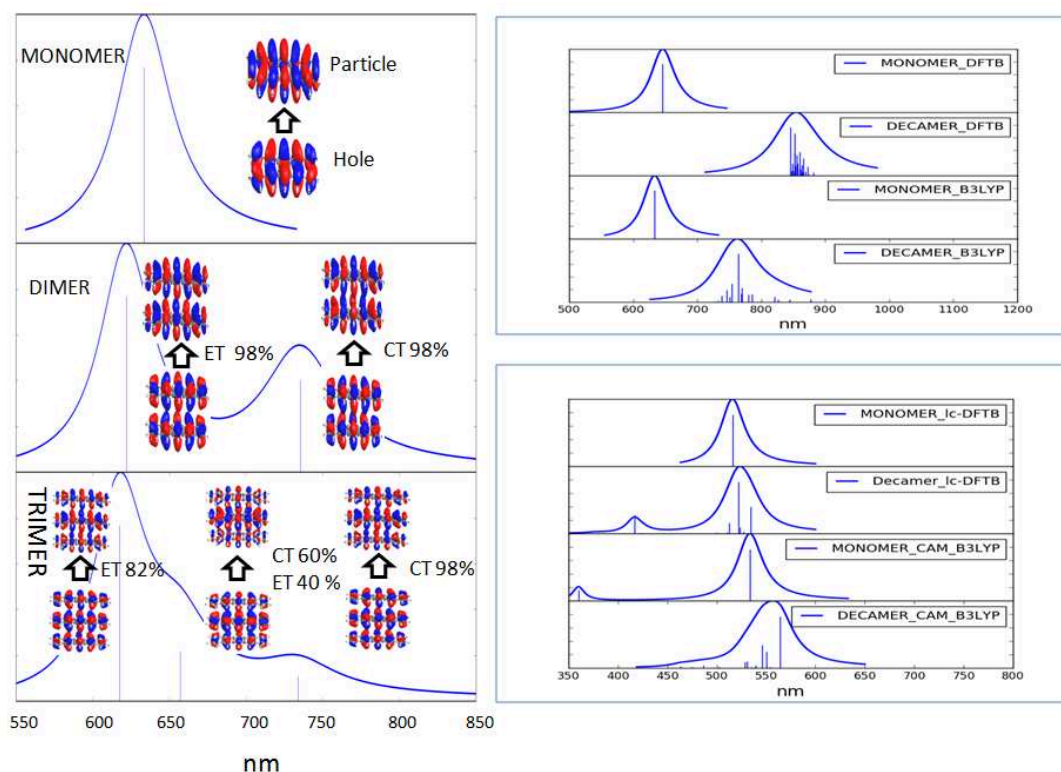 MONOMER
Particle
Hole
DIMER
ET 98%
CT 98%
TRIMER
ET 82%
CT 60%
ET 40 %
CT 98%
550 600 650 700 750 800 850
nm
MONOMER_DFTB
DECAMER_DFTB
MONOMER_B3LYP
DECAMER_B3LYP
500 600 700 800 900 1000 1100 1200
nm
MONOMER_lc-DFTB
Decamer_lc-DFTB
MONOMER_CAM_B3LYP
DECAMER_CAM_B3LYP
350 400 450 500 550 600 650 700 750 800
nm